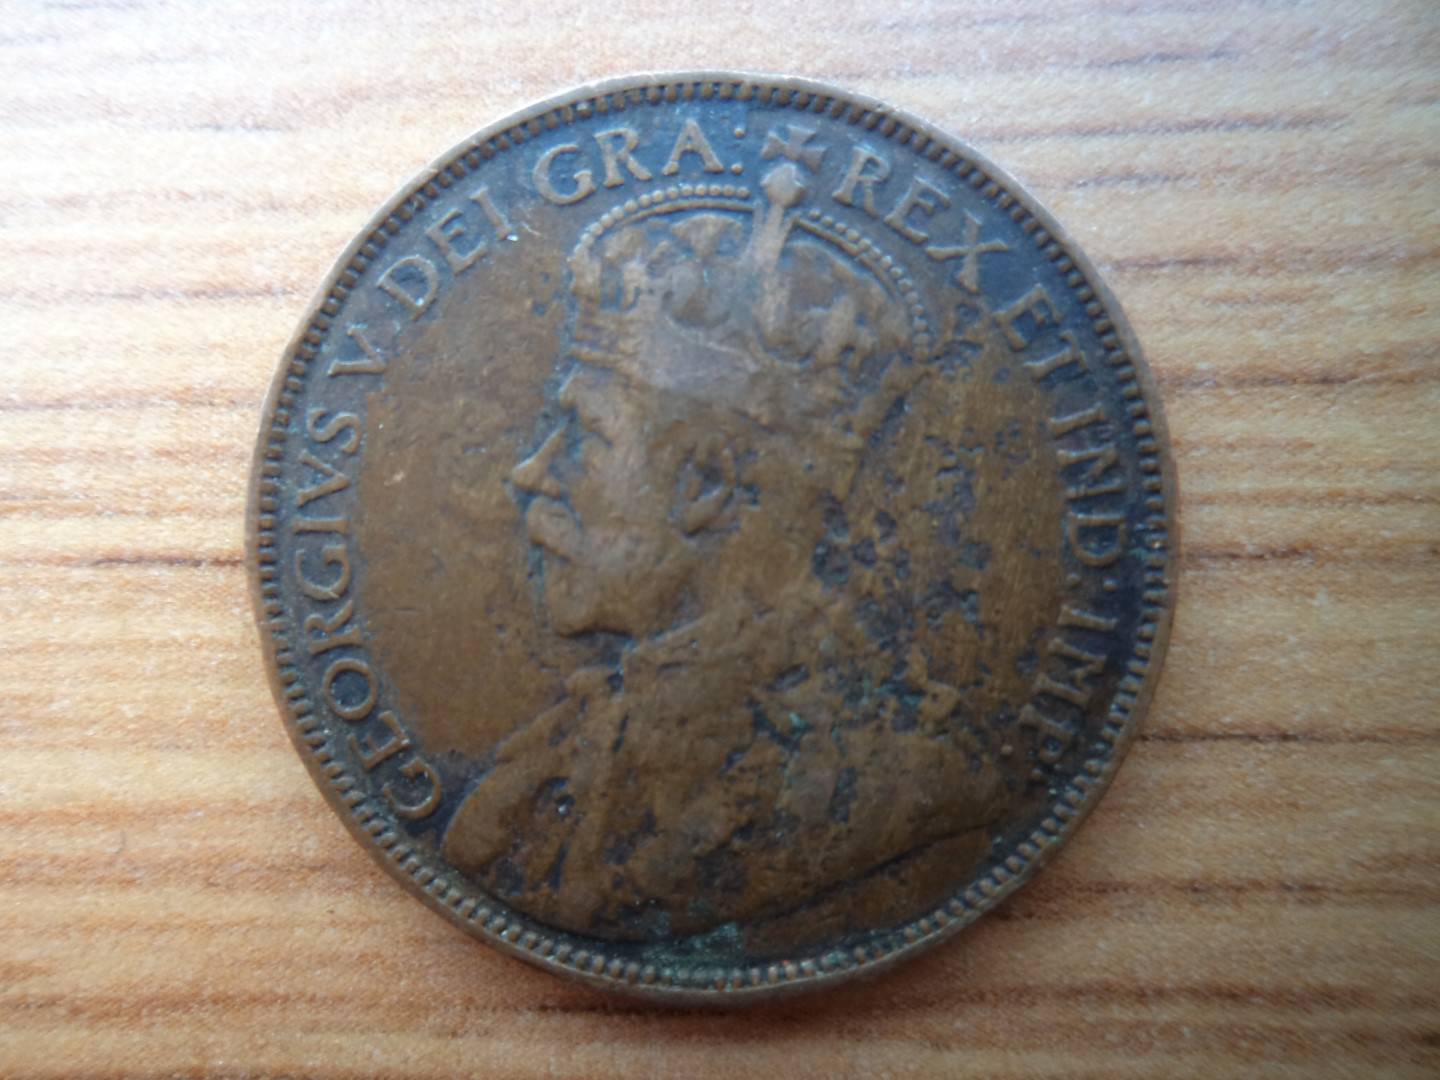 GEORGIVS V DEI GRA: REX ET IND: IMP: